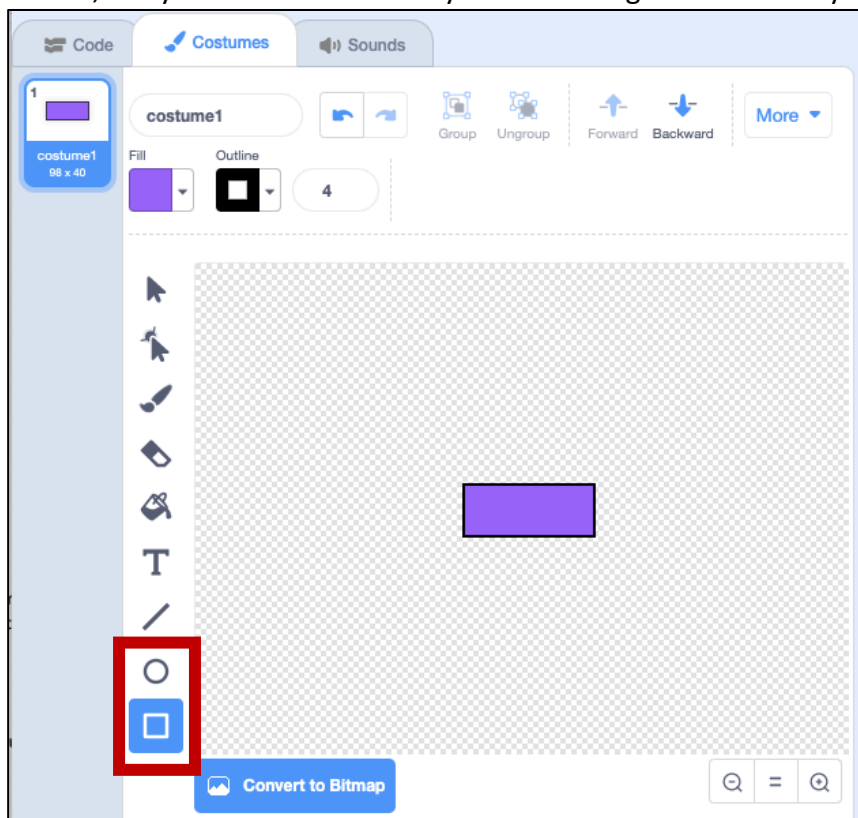 Code
Costumes
Sounds
1
costume1
98 x 40
costume1
Group
Ungroup
Forward
Backward
More
Fill
Outline
4
T
Convert to Bitmap
=